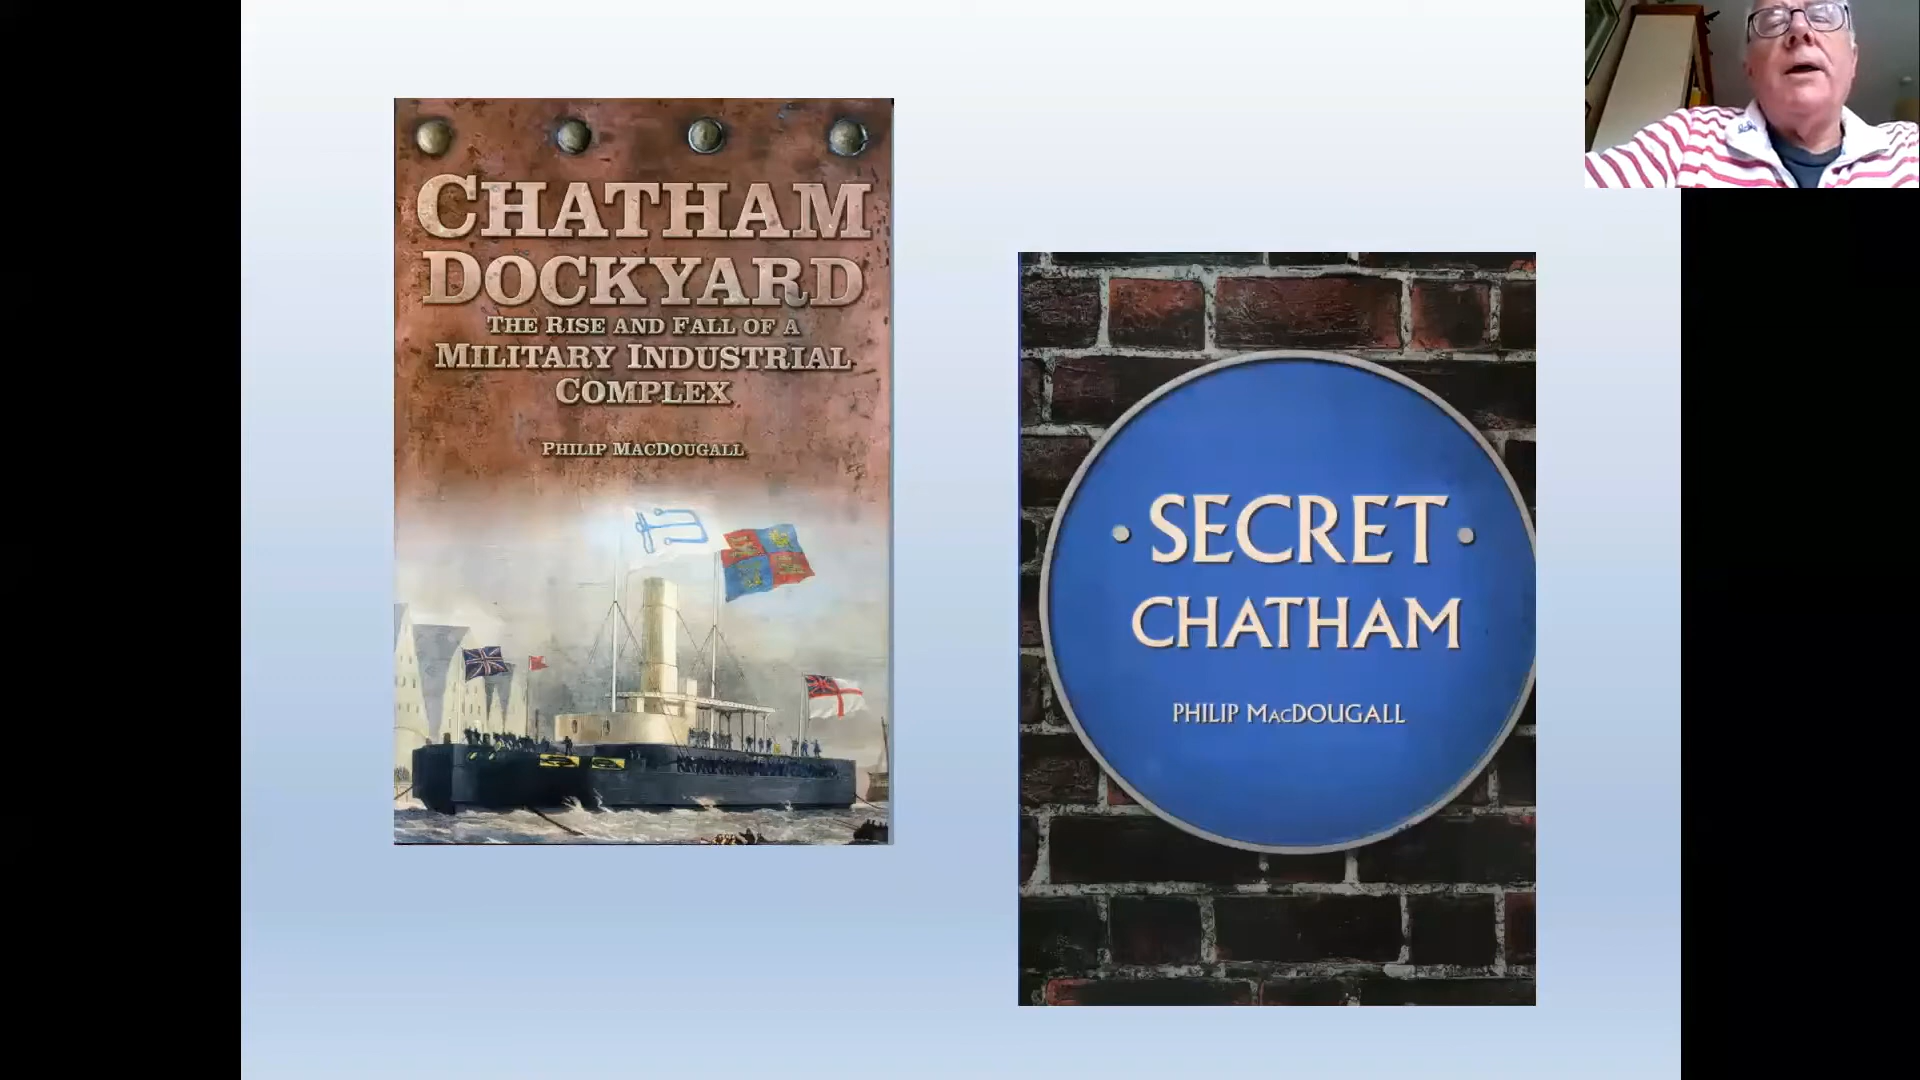 CHATHAM
DOCKYARD
THE RISE AND FALL OF A
MILITARY INDUSTRIAL
COMPLEX
PHILIP MACDOUGALL
· SECRET ·
CHATHAM
PHILIP MACDOUGALL